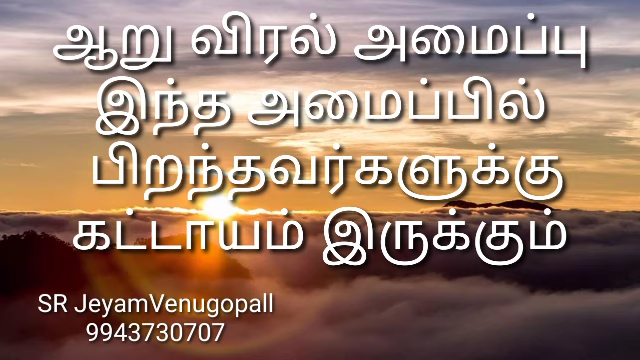 ஆறு விரல் அமைப்பு
இந்த அமைப்பில்
பிறந்தவர்களுக்கு
கட்டாயம் இருக்கும்
SR JeyamVenugopall
9943730707